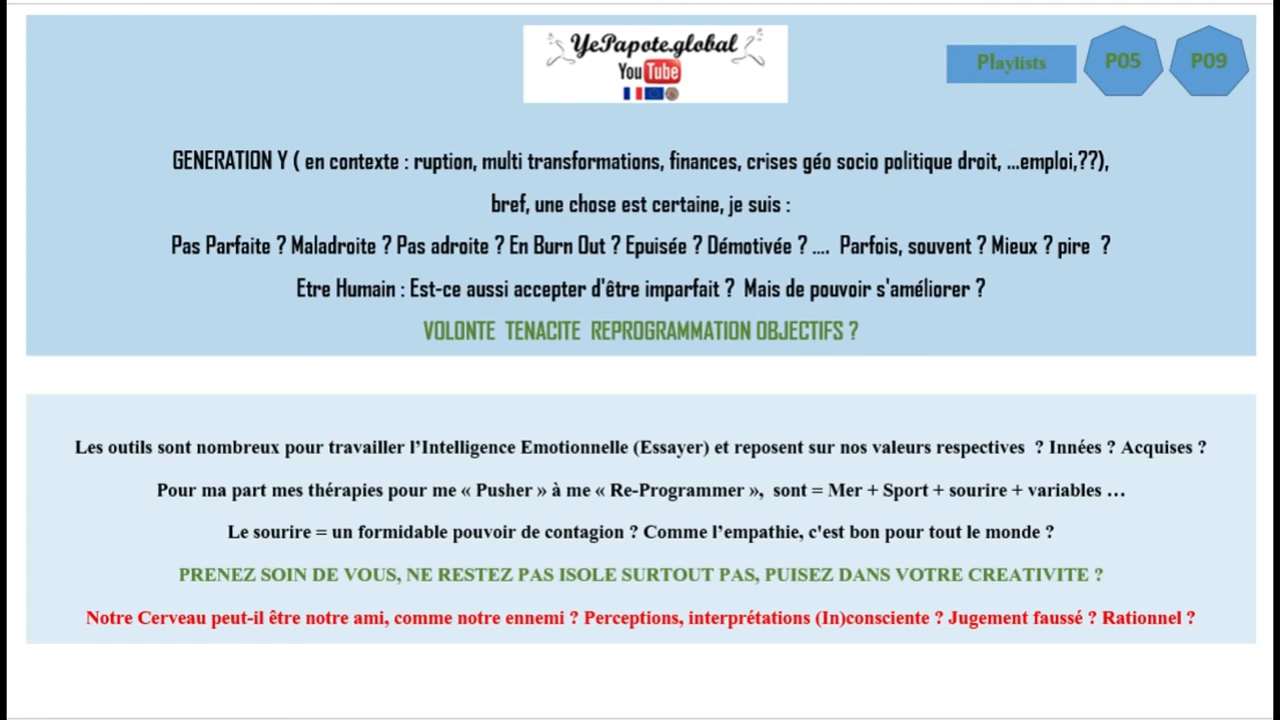 YePapote.global
YouTube
Playlists
P05
P09
GENERATION Y ( en contexte : ruption, multi transformations, finances, crises géo socio politique droit, ...emploi,??),
bref, une chose est certaine, je suis :
Pas Parfaite ? Maladroite ? Pas adroite ? En Burn Out ? Epuisée ? Démotivée ? .... Parfois, souvent ? Mieux ? pire ?
Etre Humain : Est-ce aussi accepter d'être imparfait ? Mais de pouvoir s'améliorer ?
VOLONTE TENACITE REPROGRAMMATION OBJECTIFS ?
Les outils sont nombreux pour travailler l’Intelligence Emotionnelle (Essayer) et reposent sur nos valeurs respectives ? Innées ? Acquises ?
Pour ma part mes thérapies pour me « Pusher » à me « Re-Programmer », sont = Mer + Sport + sourire + variables …
Le sourire = un formidable pouvoir de contagion ? Comme l’empathie, c'est bon pour tout le monde ?
PRENEZ SOIN DE VOUS, NE RESTEZ PAS ISOLE SURTOUT PAS, PUISEZ DANS VOTRE CREATIVITE ?
Notre Cerveau peut-il être notre ami, comme notre ennemi ? Perceptions, interprétations (In)consciente ? Jugement faussé ? Rationnel ?